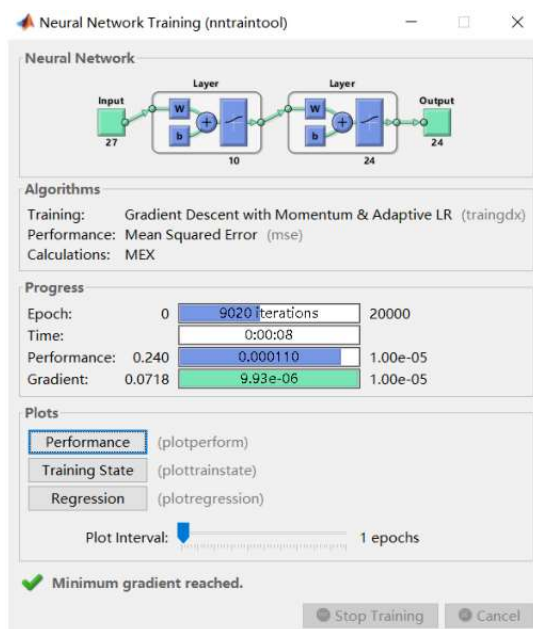 Neural Network Training (nntraintool)
Neural Network
Layer Layer
Input Output
W W
b b
27 10 24 24
Algorithms
Training: Gradient Descent with Momentum & Adaptive LR (traingdx)
Performance: Mean Squared Error (mse)
Calculations: MEX
Progress
Epoch: 0 9020 iterations 20000
Time: 0:00:08
Performance: 0.240 0.000110 1.00e-05
Gradient: 0.0718 9.93e-06 1.00e-05
Plots
Performance (plotperform)
Training State (plottrainstate)
Regression (plotregression)
Plot Interval: 1 epochs
Minimum gradient reached.
Stop Training Cancel